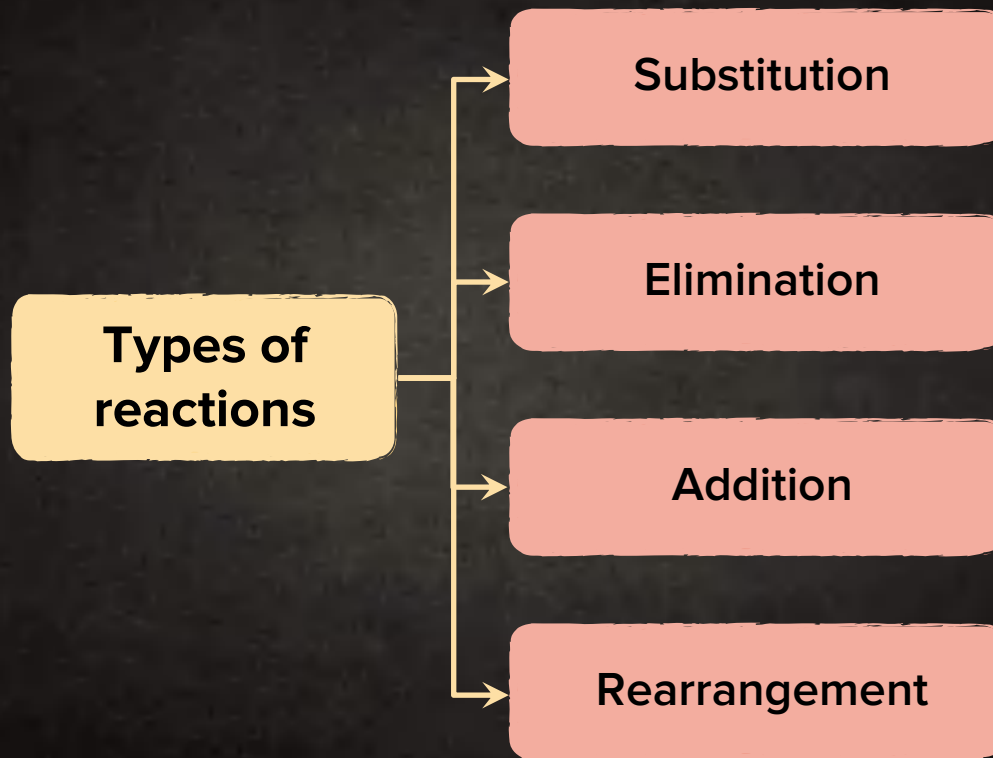 Substitution
Elimination
Types of
reactions
Addition
Rearrangement